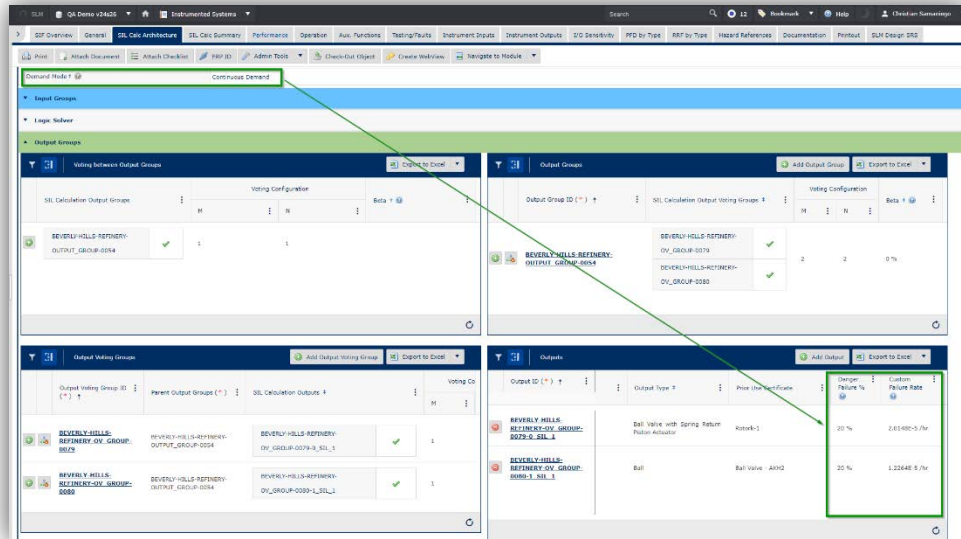 SLM QA Demo v24s26 Instrumented Systems Search 12 Bookmark Help Christian Samaniego
SIF Overview General SIL Calc Architecture SIL Calc Summary Performance Operation Aux. Functions Testing/Faults Instrument Inputs Instrument Outputs I/O Sensitivity PFD by Type RRF by Type Hazard References Documentation Printout SLM Design SRS
Print Attach Document Attach Checklist ERP ID Admin Tools Check-Out Object Create WebView Navigate to Module
Demand Mode Continuous Demand
Input Groups
Logic Solver
Output Groups
Voting between Output Groups Export to Excel
SIL Calculation Output Groups
Voting Configuration
M N
Beta
BEVERLY-HILLS-REFINERY-
OUTPUT_GROUP-0054
1 1
Output Groups Add Output Group Export to Excel
Output Group ID (*) SIL Calculation Output Voting Groups
Voting Configuration
M N
Beta
BEVERLY-HILLS-REFINERY-
OUTPUT_GROUP-0054
BEVERLY-HILLS-REFINERY-
OV_GROUP-0079
BEVERLY-HILLS-REFINERY-
OV_GROUP-0080
2 2 0 %
Output Voting Groups Add Output Voting Group Export to Excel
Output Voting Group ID
(*)
Parent Output Groups (*) SIL Calculation Outputs
Voting Co
M
BEVERLY-HILLS-
REFINERY-OV_GROUP-
0079
BEVERLY-HILLS-REFINERY-
OUTPUT_GROUP-0054
BEVERLY-HILLS-REFINERY-
OV_GROUP-0079-0_SIL_1
1
BEVERLY-HILLS-
REFINERY-OV_GROUP-
0080
BEVERLY-HILLS-REFINERY-
OUTPUT_GROUP-0054
BEVERLY-HILLS-REFINERY-
OV_GROUP-0080-1_SIL_1
1
Outputs Add Output Export to Excel
Output ID (*) Output Type Prior Use Certificate
Danger
Failure %
Custom
Failure Rate
BEVERLY-HILLS-
REFINERY-OV_GROUP-
0079-0_SIL_1
Ball Valve with Spring Return
Piston Actuator
Rotork-1
20 %
2.0148E-5 /hr
BEVERLY-HILLS-
REFINERY-OV_GROUP-
0080-1_SIL_1
Ball
Ball Valve - AKH2
20 %
1.2264E-5 /hr